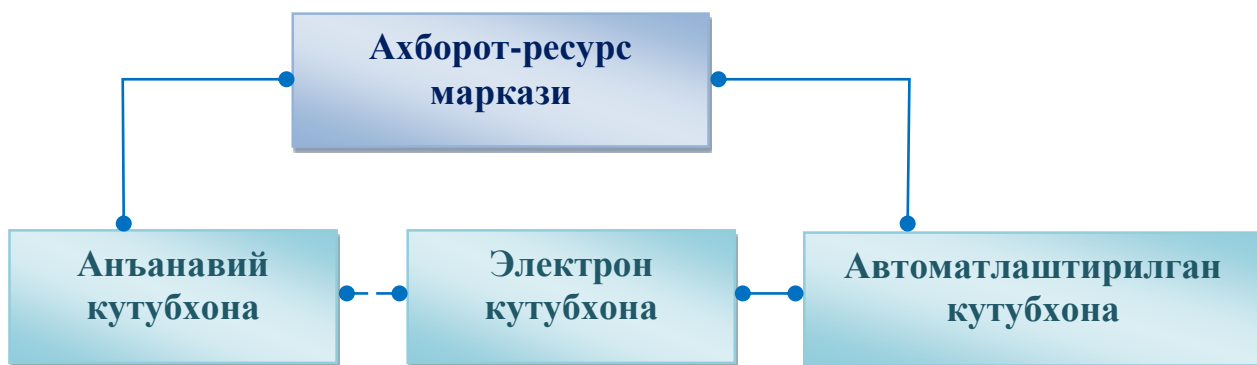 Ахборот-ресурс
маркази
Анъанавий
кутубхона
Электрон
кутубхона
Автоматлаштирилган
кутубхона